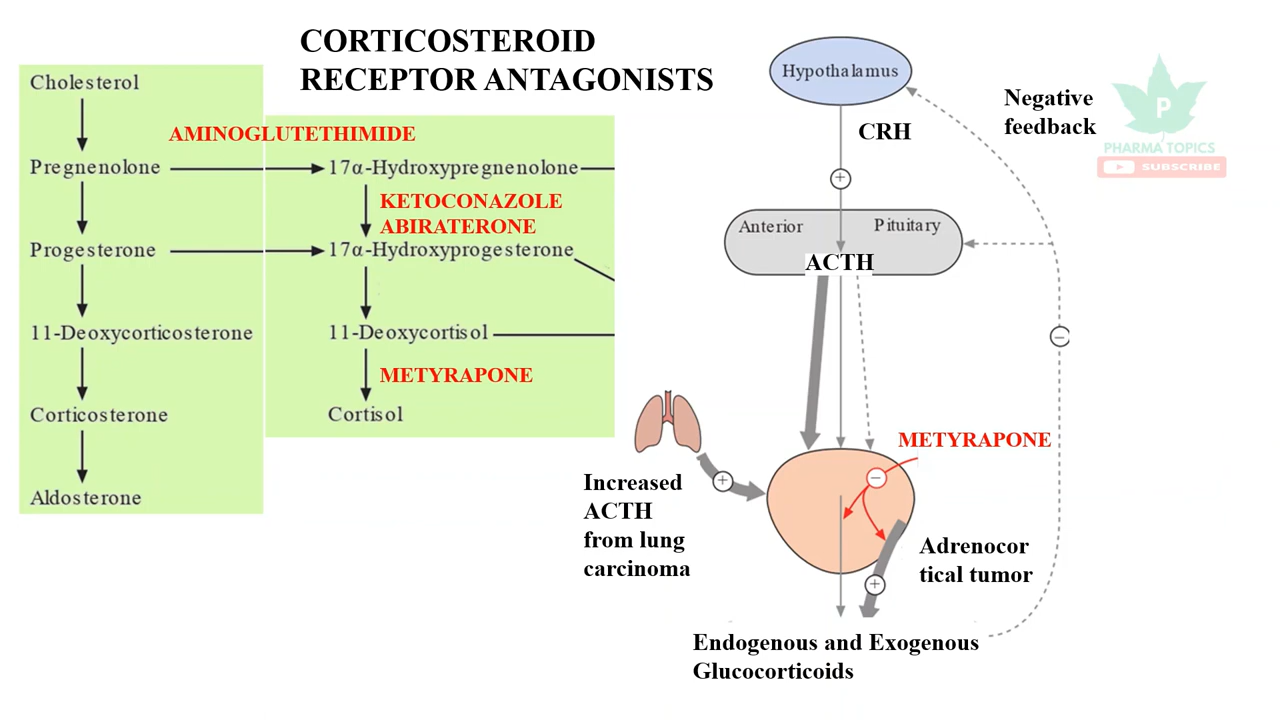 CORTICOSTEROID
RECEPTOR ANTAGONISTS
Cholesterol
AMINOGLUTETHIMIDE
Pregnenolone
17α-Hydroxypregnenolone
KETOCONAZOLE
ABIRATERONE
Progesterone
17α-Hydroxyprogesterone
11-Deoxycorticosterone
11-Deoxycortisol
METYRAPONE
Corticosterone
Cortisol
Aldosterone
Hypothalamus
CRH
+
Negative
feedback
P
PHARMA TOPICS
SUBSCRIBE
Anterior
Pituitary
ACTH
−
METYRAPONE
−
+
Increased
ACTH
from lung
carcinoma
Adrenocor
tical tumor
+
Endogenous and Exogenous
Glucocorticoids